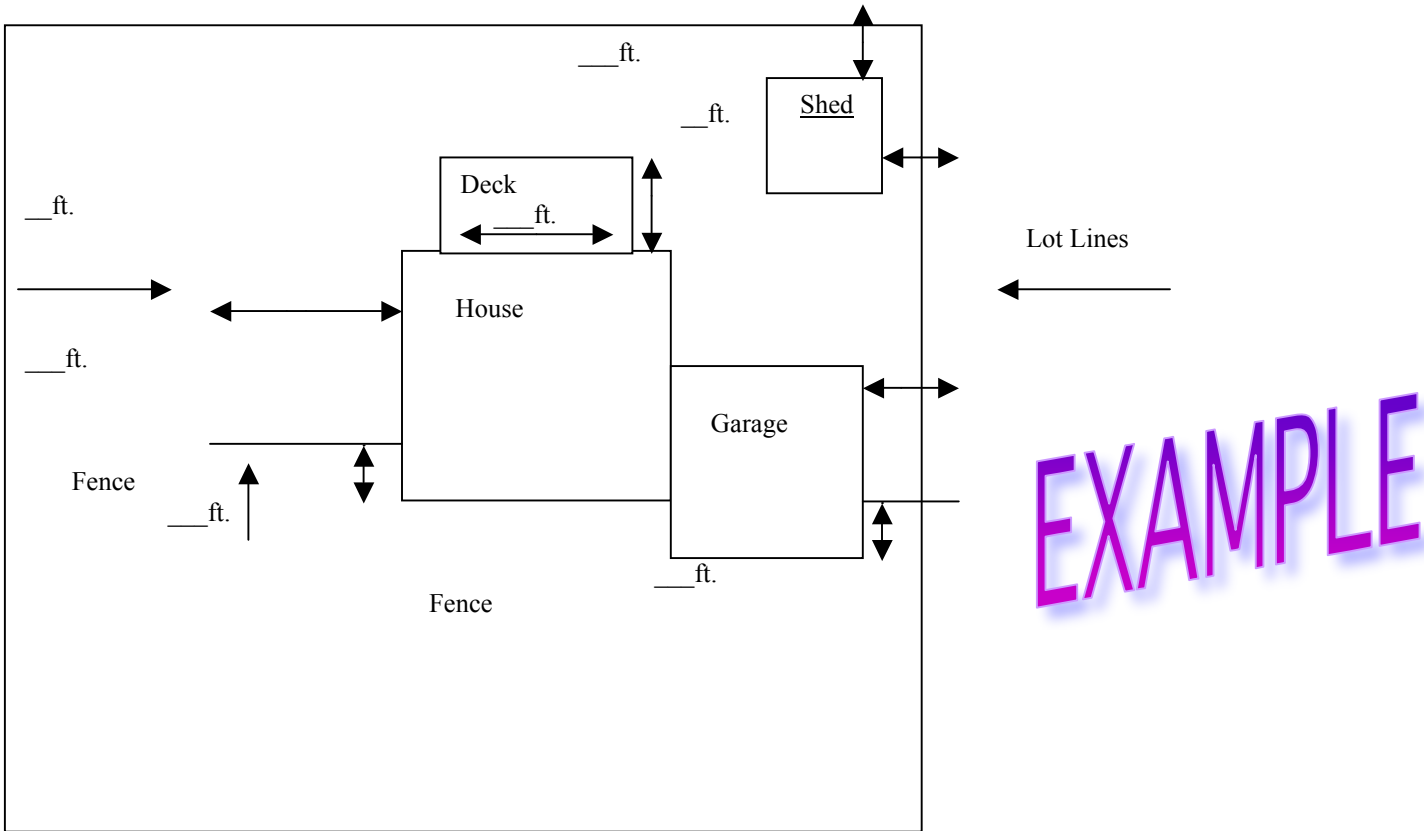 ___ft.
Shed
__ft.
Deck
__ft.
___ft.
Lot Lines
House
___ft.
Garage
Fence
___ft.
___ft.
Fence
EXAMPLE